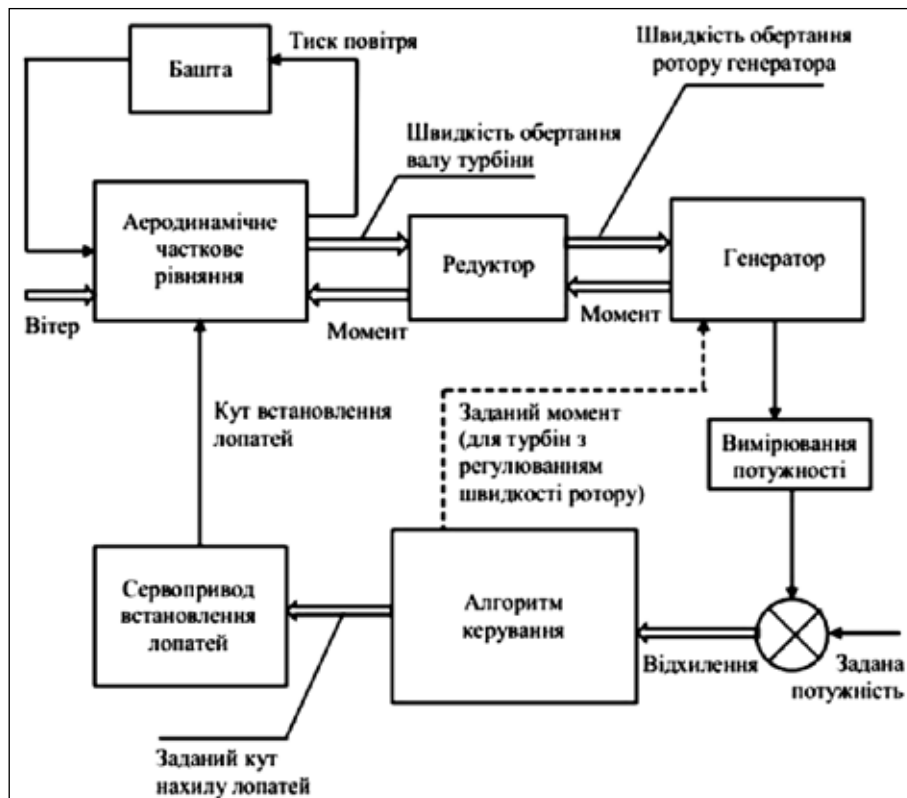 Тиск повітря
Башта
Швидкість обертання
ротору генератора
Швидкість обертання
валу турбіни
Аеродинамічне
часткове
рівняння
Редуктор
Генератор
Вітер
Момент
Момент
Кут встановлення
лопатей
Заданий момент
(для турбін з
регулюванням
швидкості ротору)
Вимірювання
потужності
Сервопривод
встановлення
лопатей
Алгоритм
керування
Відхилення
Задана
потужність
Заданий кут
нахилу лопатей